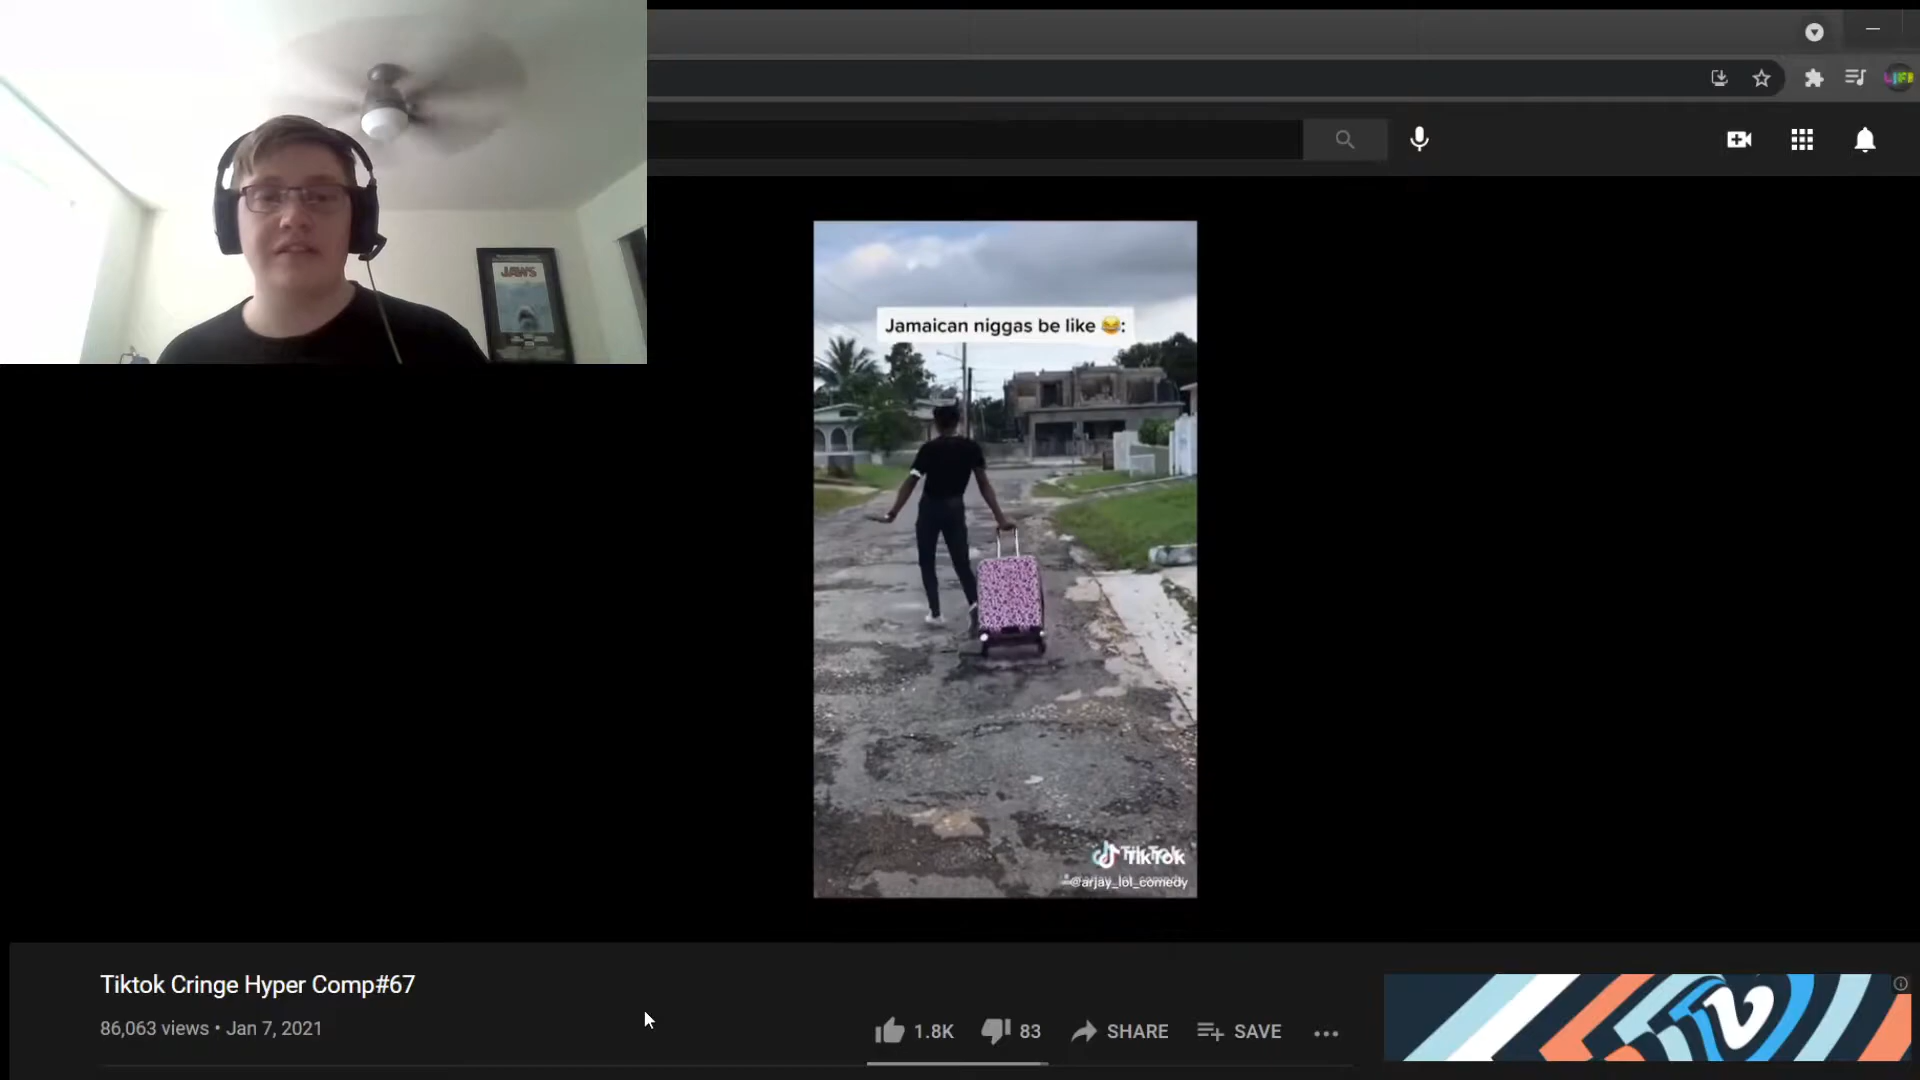 JAWS
Jamaican niggas be like 😂:
TikTok
@arjay_lol_comedy
Tiktok Cringe Hyper Comp#67
86,063 views • Jan 7, 2021
1.8K
83
SHARE
SAVE